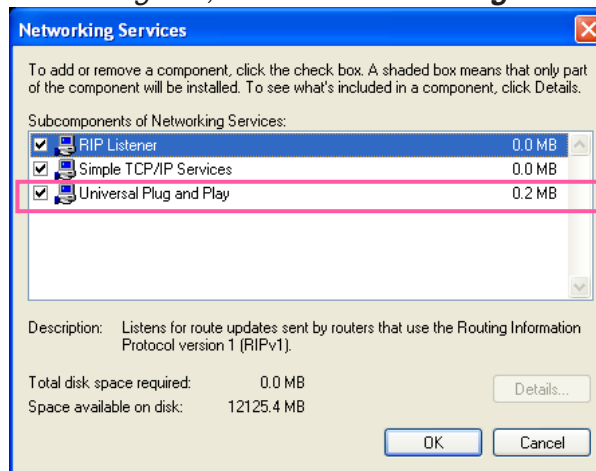 Networking Services
To add or remove a component, click the check box. A shaded box means that only part
of the component will be installed. To see what's included in a component, click Details.
Subcomponents of Networking Services:
RIP Listener 0.0 MB
Simple TCP/IP Services 0.0 MB
Universal Plug and Play 0.2 MB
Description: Listens for route updates sent by routers that use the Routing Information
Protocol version 1 (RIPv1).
Total disk space required: 0.0 MB
Details...
Space available on disk: 12125.4 MB
OK Cancel